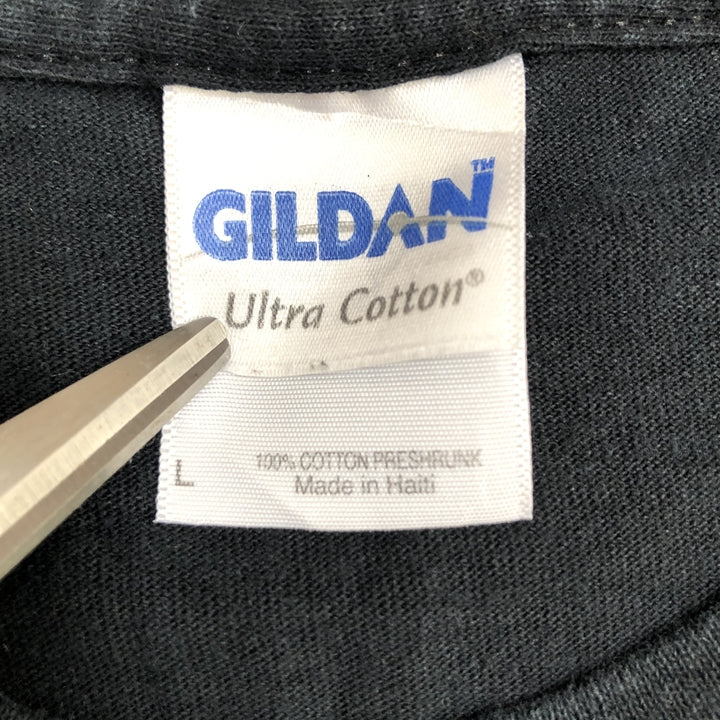 GILDAN™
Ultra Cotton®
100% COTTON PRESHRUNK
L
Made in Haiti